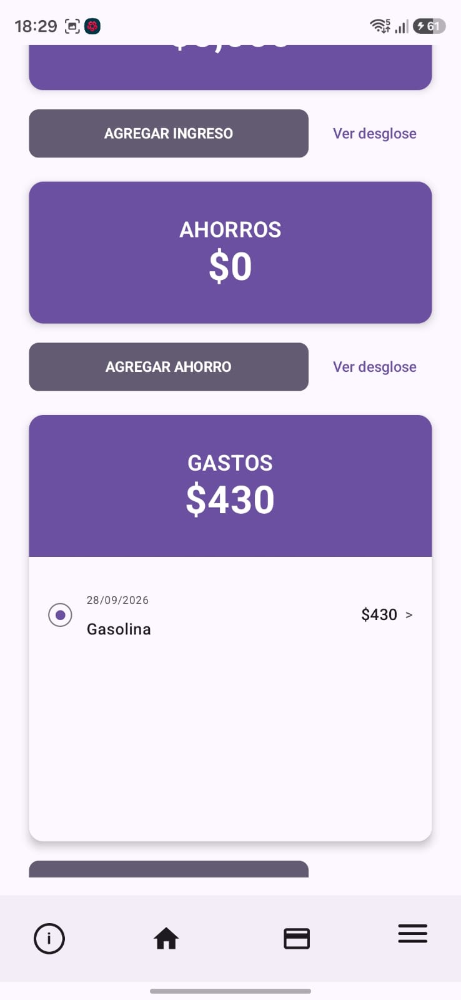 18:29
61
AGREGAR INGRESO
Ver desglose
AHORROS
$0
AGREGAR AHORRO
Ver desglose
GASTOS
$430
28/09/2026
Gasolina
$430 >